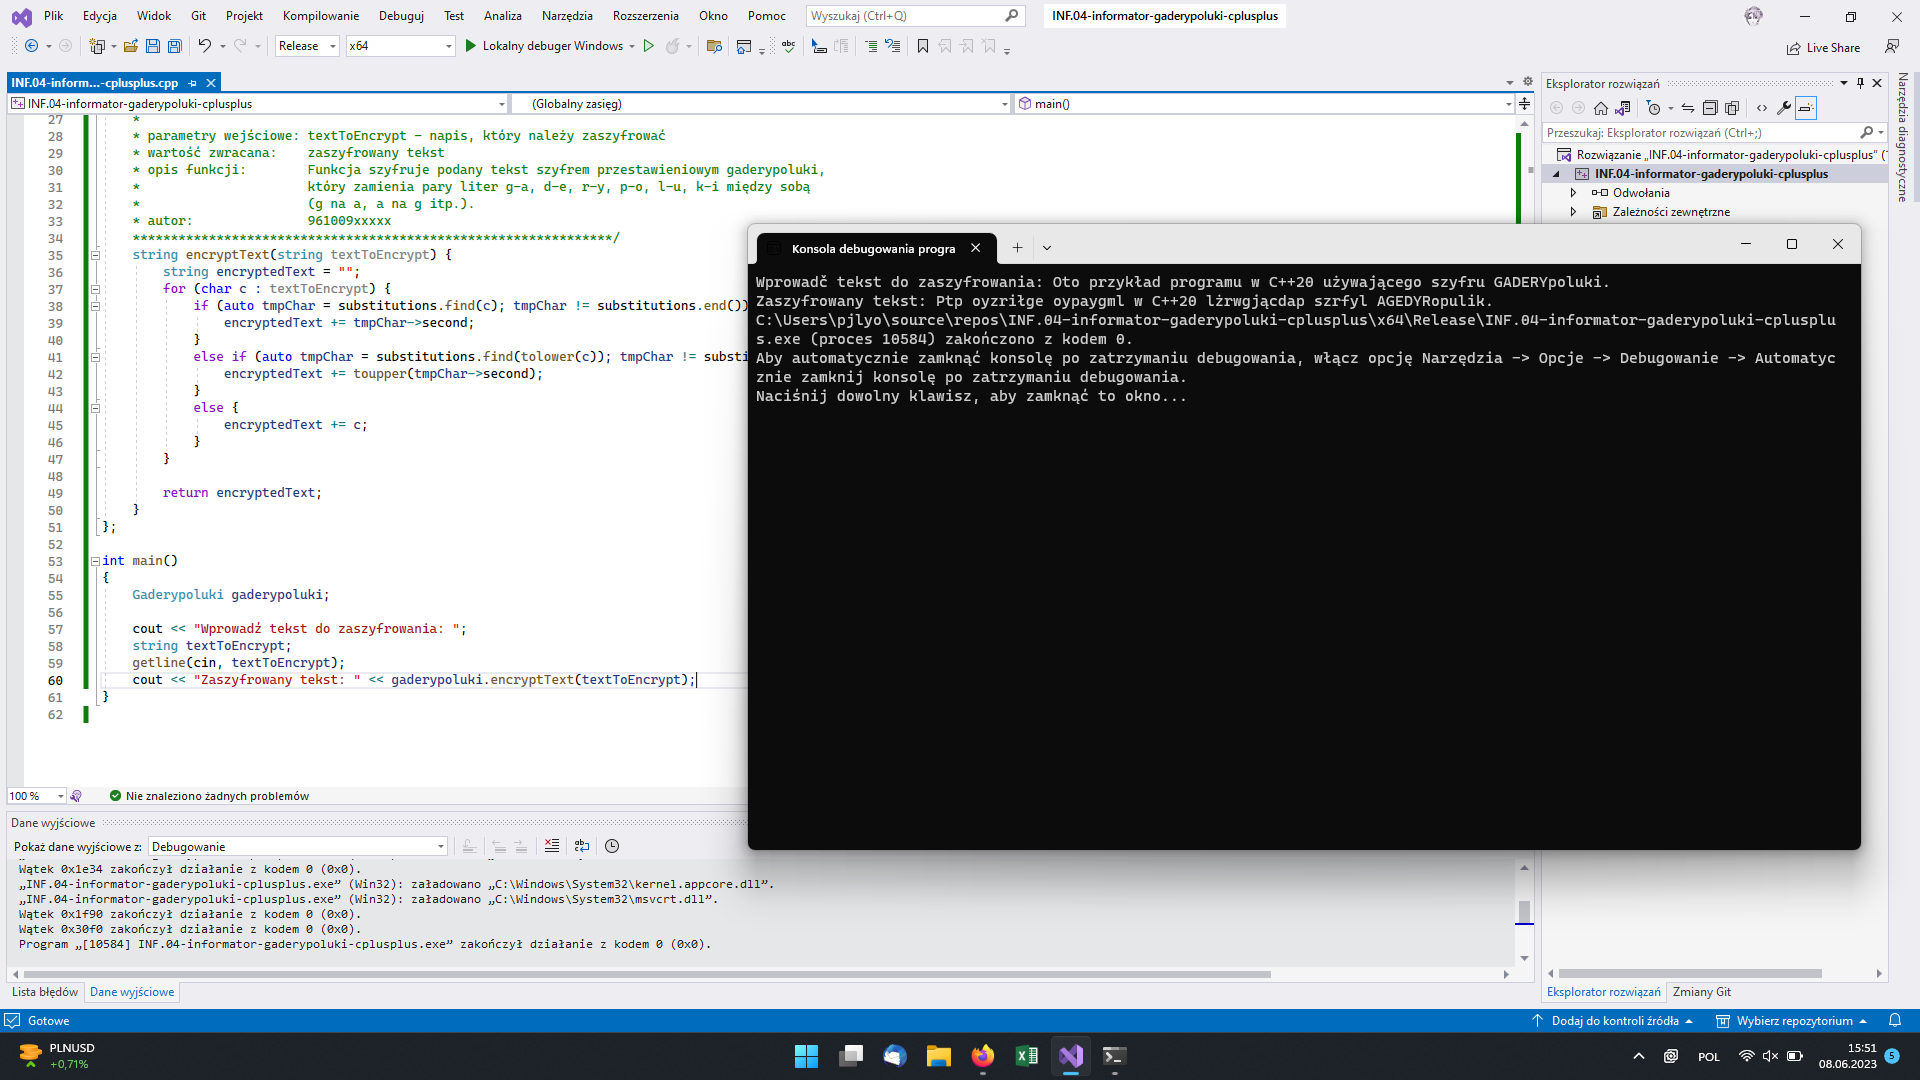 Plik Edycja Widok Git Projekt Kompilowanie Debuguj Test Analiza Narzędzia Rozszerzenia Okno Pomoc Wyszukaj (Ctrl+Q) INF.04-informator-gaderypoluki-cplusplus
Release x64 Lokalny debuger Windows Live Share
INF.04-inform...-cplusplus.cpp
INF.04-informator-gaderypoluki-cplusplus (Globalny zasięg) main()
27 *
28 * parametry wejściowe: textToEncrypt - napis, który należy zaszyfrować
29 * wartość zwracana: zaszyfrowany tekst
30 * opis funkcji: Funkcja szyfruje podany tekst szyfrem przestawieniowym gaderypoluki,
31 * który zamienia pary liter g-a, d-e, r-y, p-o, l-u, k-i między sobą
32 * (g na a, a na g itp.).
33 * autor: 961009xxxxx
34 ***************************************************************/
35 string encryptText(string textToEncrypt) {
36 string encryptedText = "";
37 for (char c : textToEncrypt) {
38 if (auto tmpChar = substitutions.find(c); tmpChar != substitutions.end())
39 encryptedText += tmpChar->second;
40 }
41 else if (auto tmpChar = substitutions.find(tolower(c)); tmpChar != substi
42 encryptedText += toupper(tmpChar->second);
43 }
44 else {
45 encryptedText += c;
46 }
47 }
48
49 return encryptedText;
50 }
51 };
52
53 int main()
54 {
55 Gaderypoluki gaderypoluki;
56
57 cout << "Wprowadź tekst do zaszyfrowania: ";
58 string textToEncrypt;
59 getline(cin, textToEncrypt);
60 cout << "Zaszyfrowany tekst: " << gaderypoluki.encryptText(textToEncrypt);
61 }
62
100 % Nie znaleziono żadnych problemów
Dane wyjściowe
Pokaż dane wyjściowe z: Debugowanie
Wątek 0x1e34 zakończył działanie z kodem 0 (0x0).
„INF.04-informator-gaderypoluki-cplusplus.exe” (Win32): załadowano „C:\Windows\System32\kernel.appcore.dll”.
„INF.04-informator-gaderypoluki-cplusplus.exe” (Win32): załadowano „C:\Windows\System32\msvcrt.dll”.
Wątek 0x1f90 zakończył działanie z kodem 0 (0x0).
Wątek 0x30f0 zakończył działanie z kodem 0 (0x0).
Program „[10584] INF.04-informator-gaderypoluki-cplusplus.exe” zakończył działanie z kodem 0 (0x0).
Lista błędów Dane wyjściowe
Konsola debugowania progra
Wprowadč tekst do zaszyfrowania: Oto przykład programu w C++20 używającego szyfru GADERYpoluki.
Zaszyfrowany tekst: Ptp oyzriłge oypaygml w C++20 lżrwgjącdap szrfyl AGEDYRopulik.
C:\Users\pjlyo\source\repos\INF.04-informator-gaderypoluki-cplusplus\x64\Release\INF.04-informator-gaderypoluki-cplusplu
s.exe (proces 10584) zakończono z kodem 0.
Aby automatycznie zamknąć konsolę po zatrzymaniu debugowania, włącz opcję Narzędzia -> Opcje -> Debugowanie -> Automatyc
znie zamknij konsolę po zatrzymaniu debugowania.
Naciśnij dowolny klawisz, aby zamknąć to okno...
Eksplorator rozwiązań
Przeszukaj: Eksplorator rozwiązań (Ctrl+;)
Rozwiązanie „INF.04-informator-gaderypoluki-cplusplus” (
INF.04-informator-gaderypoluki-cplusplus
Odwołania
Zależności zewnętrzne
Narzędzia diagnostyczne
Eksplorator rozwiązań Zmiany Git
Gotowe Dodaj do kontroli źródła Wybierz repozytorium
PLNUSD
+0,71%
POL
15:51
08.06.2023
5